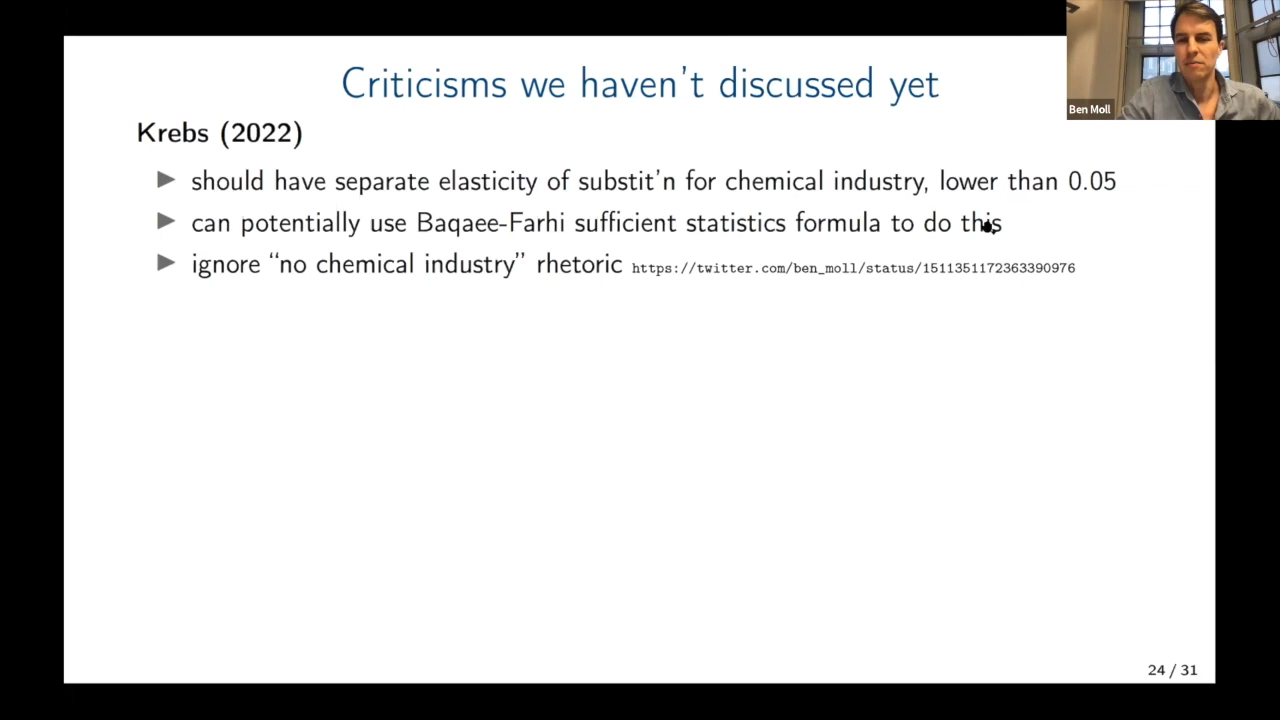 Criticisms we haven't discussed yet
Ben Moll
Krebs (2022)
should have separate elasticity of substit'n for chemical industry, lower than 0.05
can potentially use Baqaee-Farhi sufficient statistics formula to do this
ignore “no chemical industry” rhetoric https://twitter.com/ben_moll/status/1511351172363390976
24 / 31